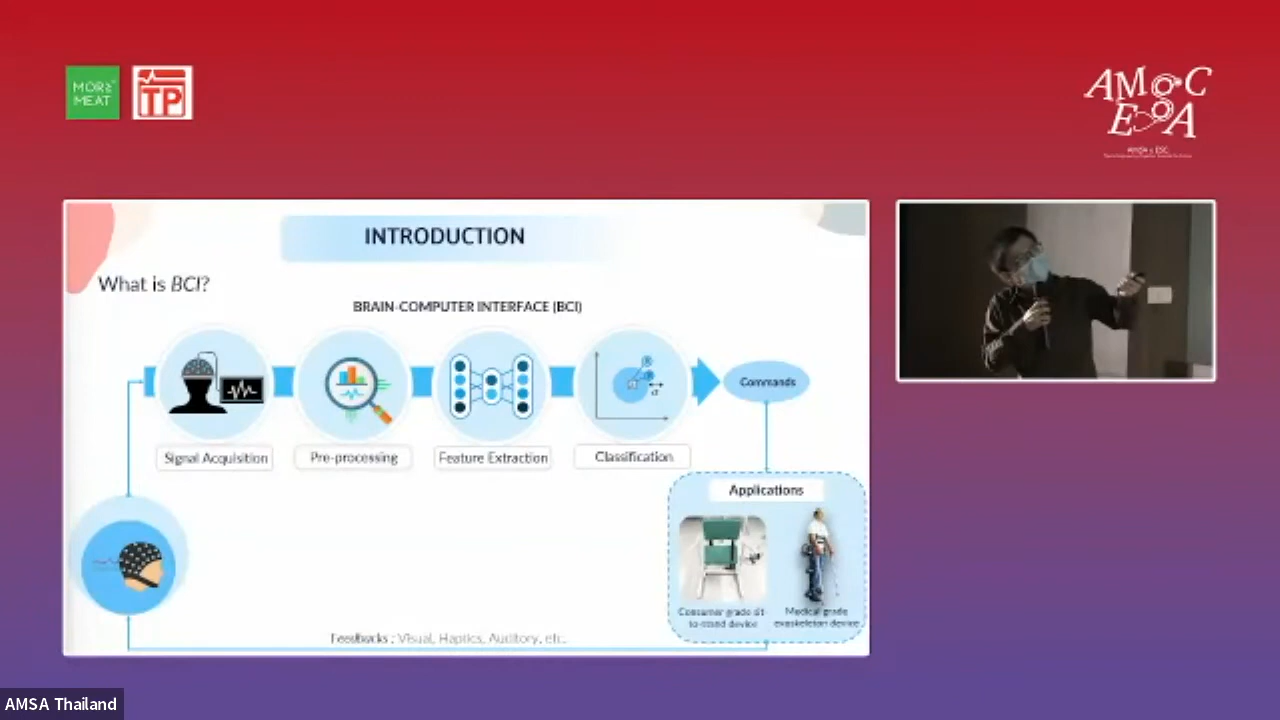 MORE MEAT
TP
AMSA
E&A
INTRODUCTION
What is BCI?
BRAIN-COMPUTER INTERFACE (BCI)
Commands
Signal Acquisition
Pre-processing
Feature Extraction
Classification
Applications
Consumer grade sit-
to-stand device
Medical grade
exoskeleton device
Feedbacks : Visual, Haptics, Auditory, etc.
AMSA Thailand